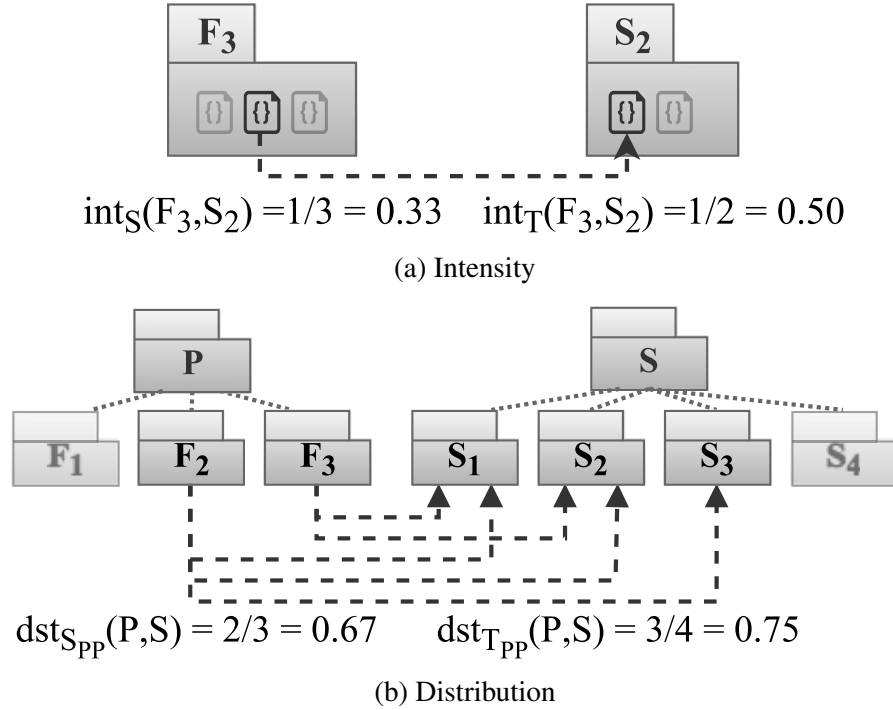 F3 S2
{} {} {} {} {}
intS(F3,S2) =1/3 = 0.33 intT(F3,S2) =1/2 = 0.50
(a) Intensity
P S
F1 F2 F3 S1 S2 S3 S4
dstSPP(P,S) = 2/3 = 0.67 dstTPP(P,S) = 3/4 = 0.75
(b) Distribution